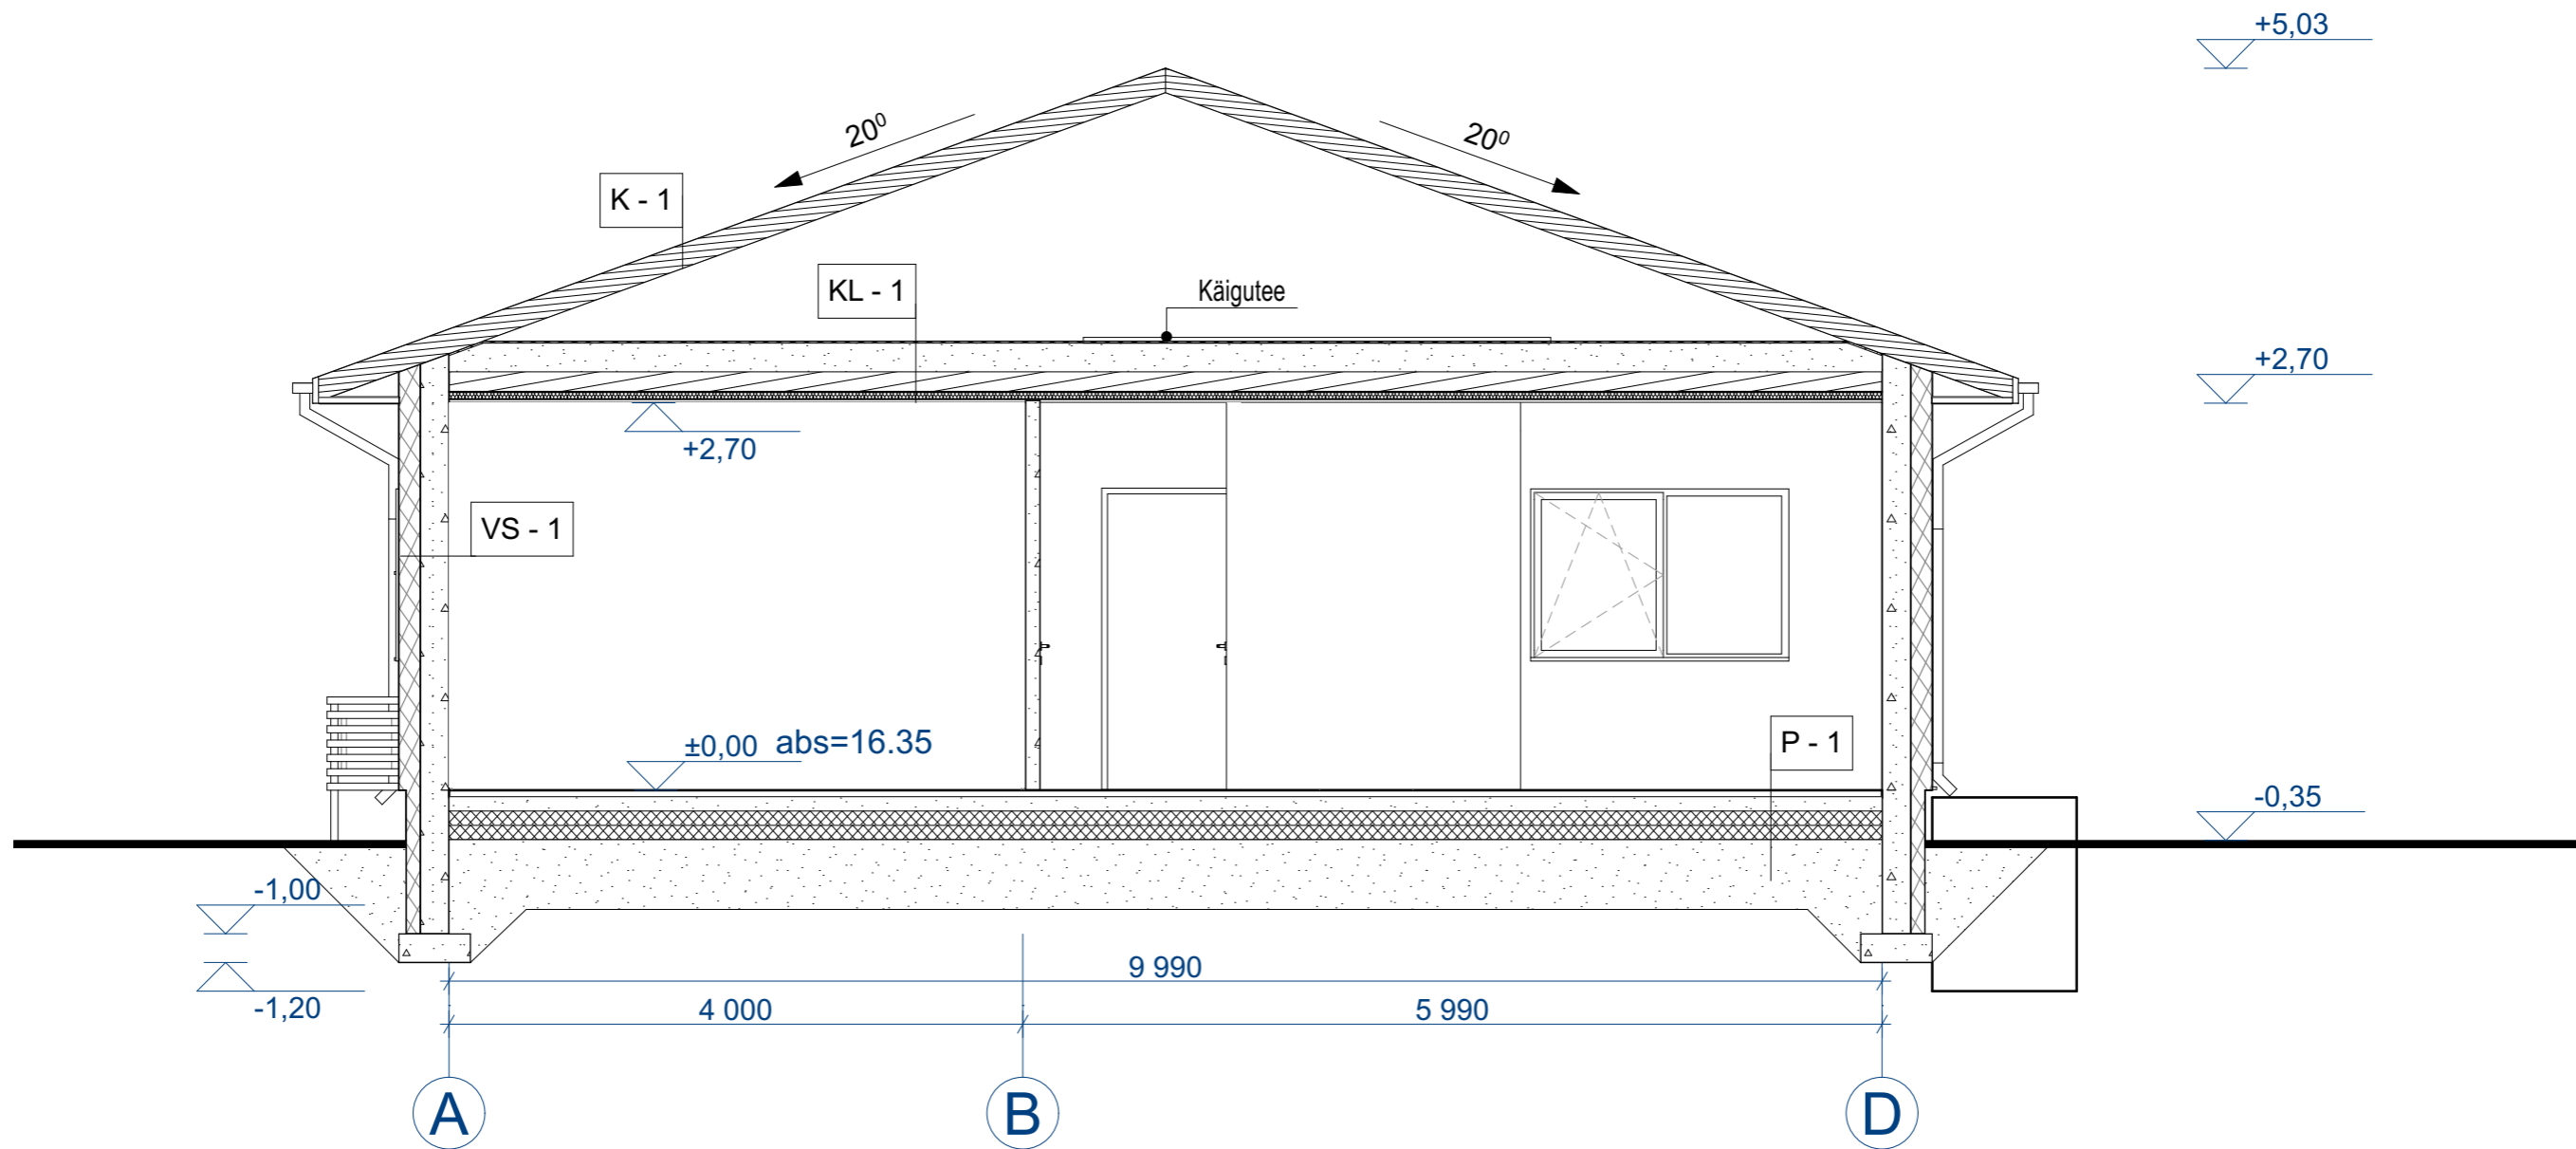 +5,03
20⁰
20⁰
K - 1
KL - 1
Käigutee
+2,70
+2,70
VS - 1
±0,00 abs=16.35
P - 1
-0,35
-1,00
-1,20
9 990
4 000
5 990
A
B
D